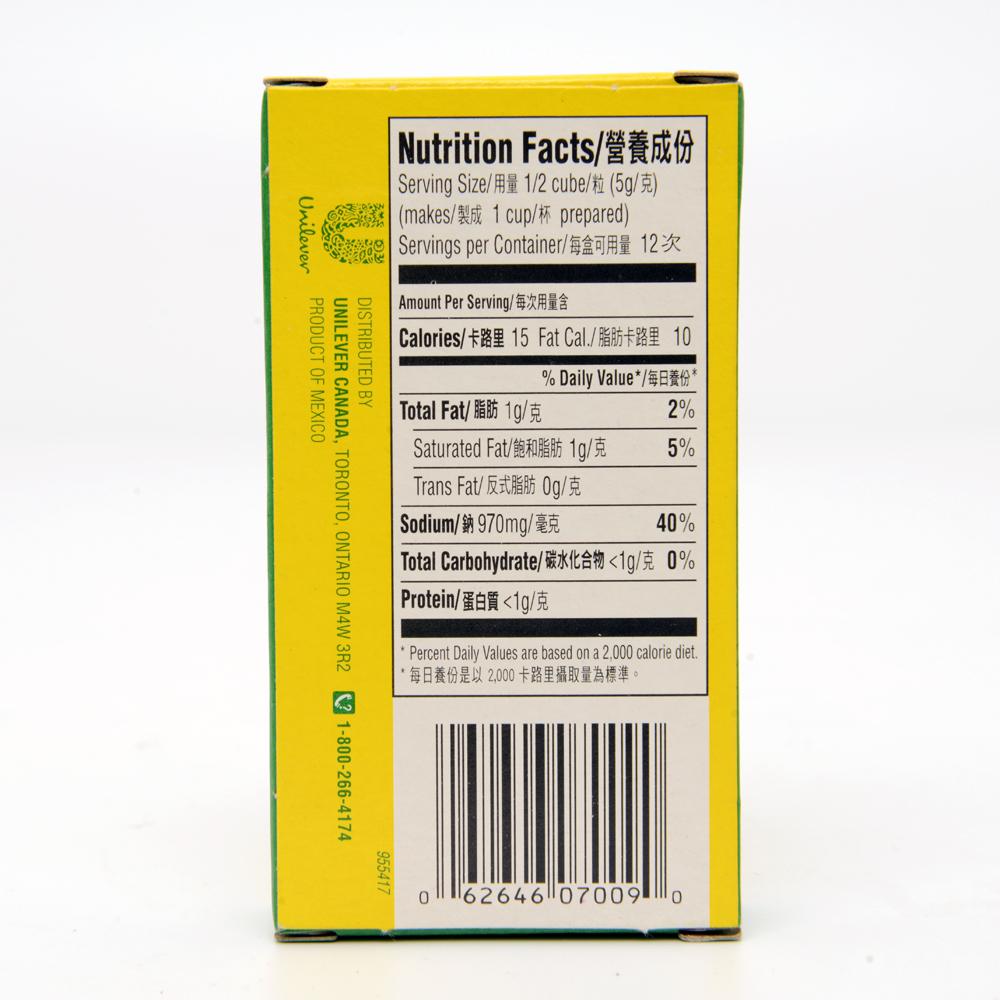 Nutrition Facts/營養成份
Serving Size/用量 1/2 cube/粒 (5g/克)
(makes/製成 1 cup/杯 prepared)
Servings per Container/每盒可用量 12次
Amount Per Serving/每次用量含
Calories/卡路里 15 Fat Cal./脂肪卡路里 10
% Daily Value*/每日養份*
Total Fat/脂肪 1g/克 2%
Saturated Fat/飽和脂肪 1g/克 5%
Trans Fat/反式脂肪 0g/克
Sodium/鈉 970mg/毫克 40%
Total Carbohydrate/碳水化合物 <1g/克 0%
Protein/蛋白質 <1g/克
* Percent Daily Values are based on a 2,000 calorie diet.
* 每日養份是以 2,000 卡路里攝取量為標準。
0 62646 07009 0
Unilever
DISTRIBUTED BY
UNILEVER CANADA, TORONTO, ONTARIO M4W 3R2 1-800-266-4174
PRODUCT OF MEXICO
955417